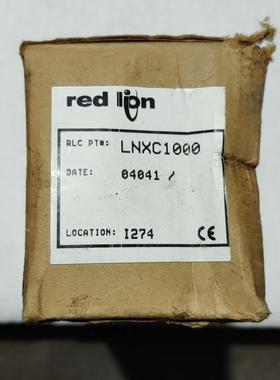 red lion
RLC PT#: LNXC1000
DATE: 04041 /
LOCATION: I274 CE